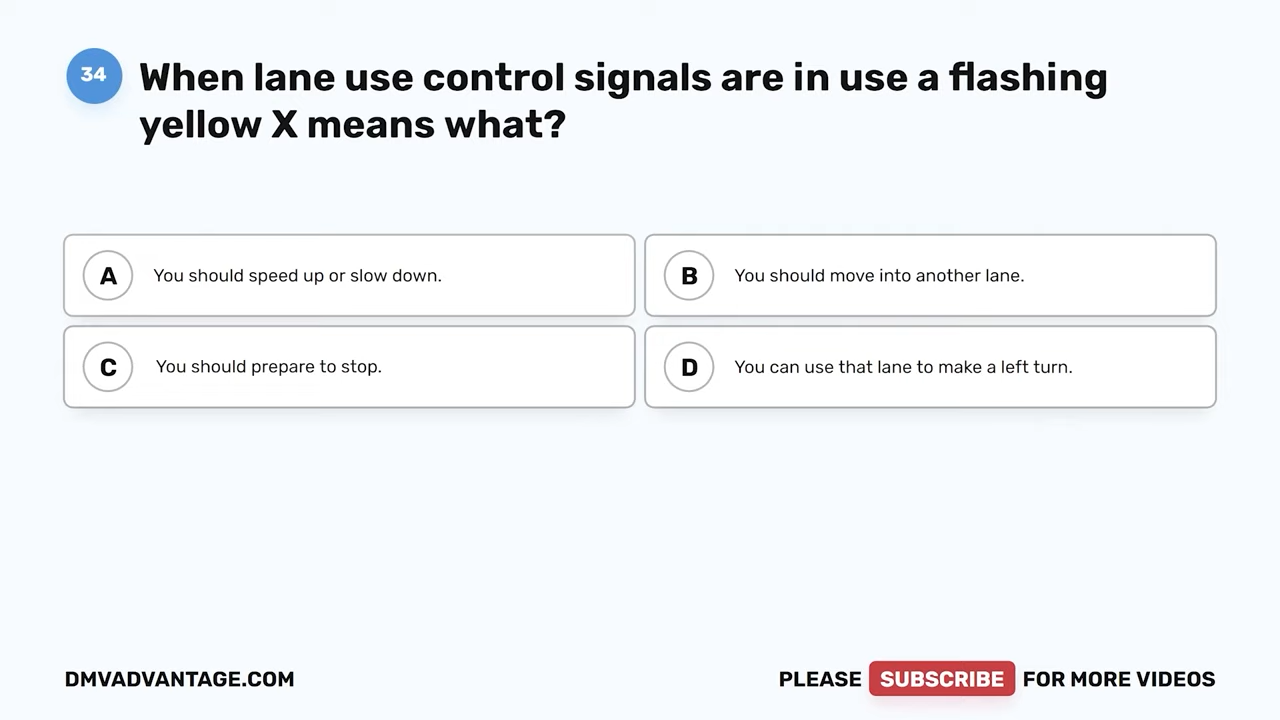 34
When lane use control signals are in use a flashing
yellow X means what?
A
You should speed up or slow down.
B
You should move into another lane.
C
You should prepare to stop.
D
You can use that lane to make a left turn.
DMVADVANTAGE.COM
PLEASE SUBSCRIBE FOR MORE VIDEOS